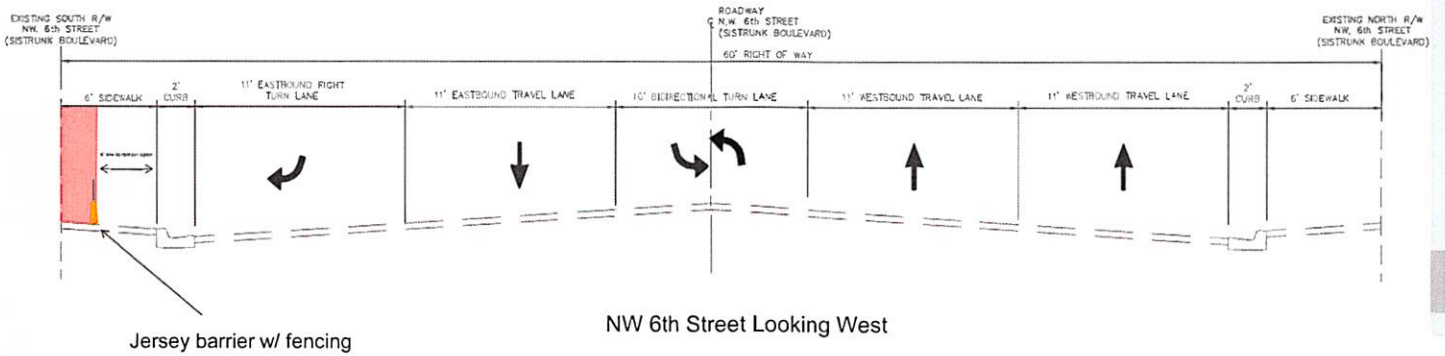 EXISTING SOUTH R/W
NW. 6th STREET
(SISTRUNK BOULEVARD)
ROADWAY
N.W. 6th STREET
(SISTRUNK BOULEVARD)
EXISTING NORTH R/W
NW, 6th STREET
(SISTRUNK BOULEVARD)
60' RIGHT OF WAY
6' SIDEWALK
2'
CURB
11' EASTBOUND RIGHT
TURN LANE
11' EASTBOUND TRAVEL LANE
10' BIDIRECTIONAL TURN LANE
11' WESTBOUND TRAVEL LANE
11' WESTBOUND TRAVEL LANE
2'
CURB
6' SIDEWALK
Jersey barrier w/ fencing
NW 6th Street Looking West